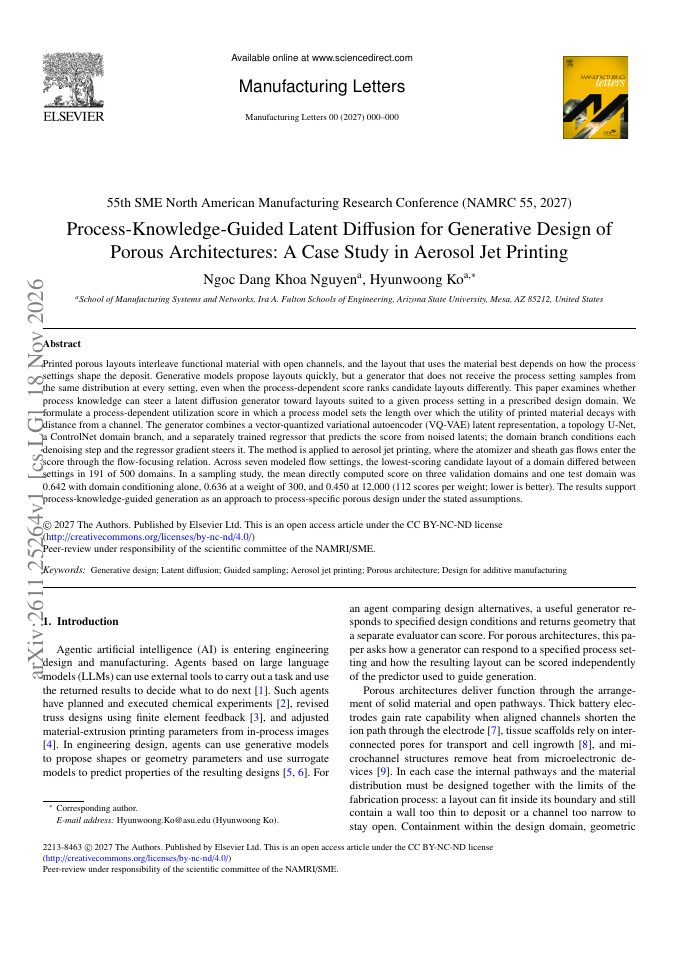 Available online at www.sciencedirect.com
Manufacturing Letters
Manufacturing Letters 00 (2027) 000–000
ELSEVIER
MANUFACTURING
letters
55th SME North American Manufacturing Research Conference (NAMRC 55, 2027)
Process-Knowledge-Guided Latent Diffusion for Generative Design of
Porous Architectures: A Case Study in Aerosol Jet Printing
Ngoc Dang Khoa Nguyenᵃ, Hyunwoong Koᵃ,*
ᵃSchool of Manufacturing Systems and Networks, Ira A. Fulton Schools of Engineering, Arizona State University, Mesa, AZ 85212, United States
arXiv:2611.25264v1 [cs.LG] 18 Nov 2026
Abstract
Printed porous layouts interleave functional material with open channels, and the layout that uses the material best depends on how the process
settings shape the deposit. Generative models propose layouts quickly, but a generator that does not receive the process setting samples from
the same distribution at every setting, even when the process-dependent score ranks candidate layouts differently. This paper examines whether
process knowledge can steer a latent diffusion generator toward layouts suited to a given process setting in a prescribed design domain. We
formulate a process-dependent utilization score in which a process model sets the length over which the utility of printed material decays with
distance from a channel. The generator combines a vector-quantized variational autoencoder (VQ-VAE) latent representation, a topology U-Net,
a ControlNet domain branch, and a separately trained regressor that predicts the score from noised latents; the domain branch conditions each
denoising step and the regressor gradient steers it. The method is applied to aerosol jet printing, where the atomizer and sheath gas flows enter the
score through the flow-focusing relation. Across seven modeled flow settings, the lowest-scoring candidate layout of a domain differed between
settings in 191 of 500 domains. In a sampling study, the mean directly computed score on three validation domains and one test domain was
0.642 with domain conditioning alone, 0.636 at a weight of 300, and 0.450 at 12,000 (112 scores per weight; lower is better). The results support
process-knowledge-guided generation as an approach to process-specific porous design under the stated assumptions.
© 2027 The Authors. Published by Elsevier Ltd. This is an open access article under the CC BY-NC-ND license
(http://creativecommons.org/licenses/by-nc-nd/4.0/)
Peer-review under responsibility of the scientific committee of the NAMRI/SME.
Keywords: Generative design; Latent diffusion; Guided sampling; Aerosol jet printing; Porous architecture; Design for additive manufacturing
1. Introduction
Agentic artificial intelligence (AI) is entering engineering
design and manufacturing. Agents based on large language
models (LLMs) can use external tools to carry out a task and use
the returned results to decide what to do next [1]. Such agents
have planned and executed chemical experiments [2], revised
truss designs using finite element feedback [3], and adjusted
material-extrusion printing parameters from in-process images
[4]. In engineering design, agents can use generative models
to propose shapes or geometry parameters and use surrogate
models to predict properties of the resulting designs [5, 6]. For
* Corresponding author.
E-mail address: Hyunwoong.Ko@asu.edu (Hyunwoong Ko).
an agent comparing design alternatives, a useful generator re-
sponds to specified design conditions and returns geometry that
a separate evaluator can score. For porous architectures, this pa-
per asks how a generator can respond to a specified process set-
ting and how the resulting layout can be scored independently
of the predictor used to guide generation.
Porous architectures deliver function through the arrange-
ment of solid material and open pathways. Thick battery elec-
trodes gain rate capability when aligned channels shorten the
ion path through the electrode [7], tissue scaffolds rely on inter-
connected pores for transport and cell ingrowth [8], and mi-
crochannel structures remove heat from microelectronic de-
vices [9]. In each case the internal pathways and the material
distribution must be designed together with the limits of the
fabrication process: a layout can fit inside its boundary and still
contain a wall too thin to deposit or a channel too narrow to
stay open. Containment within the design domain, geometric
2213-8463 © 2027 The Authors. Published by Elsevier Ltd. This is an open access article under the CC BY-NC-ND license
(http://creativecommons.org/licenses/by-nc-nd/4.0/)
Peer-review under responsibility of the scientific committee of the NAMRI/SME.